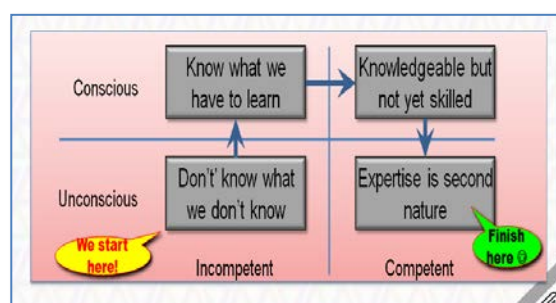 Conscious
Know what we
have to learn
Knowledgeable but
not yet skilled
Unconscious
Don't' know what
we don't know
Expertise is second
nature
We start
here!
Finish
here ☺
Incompetent
Competent